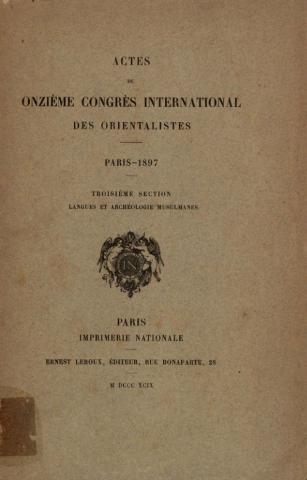 ACTES
DU
ONZIÈME CONGRÈS INTERNATIONAL
DES ORIENTALISTES
PARIS–1897
TROISIÈME SECTION
LANGUES ET ARCHÉOLOGIE MUSULMANES
IN
PARIS
IMPRIMERIE NATIONALE
ERNEST LEROUX, ÉDITEUR, RUE BONAPARTE, 28
M DCCC XCIX